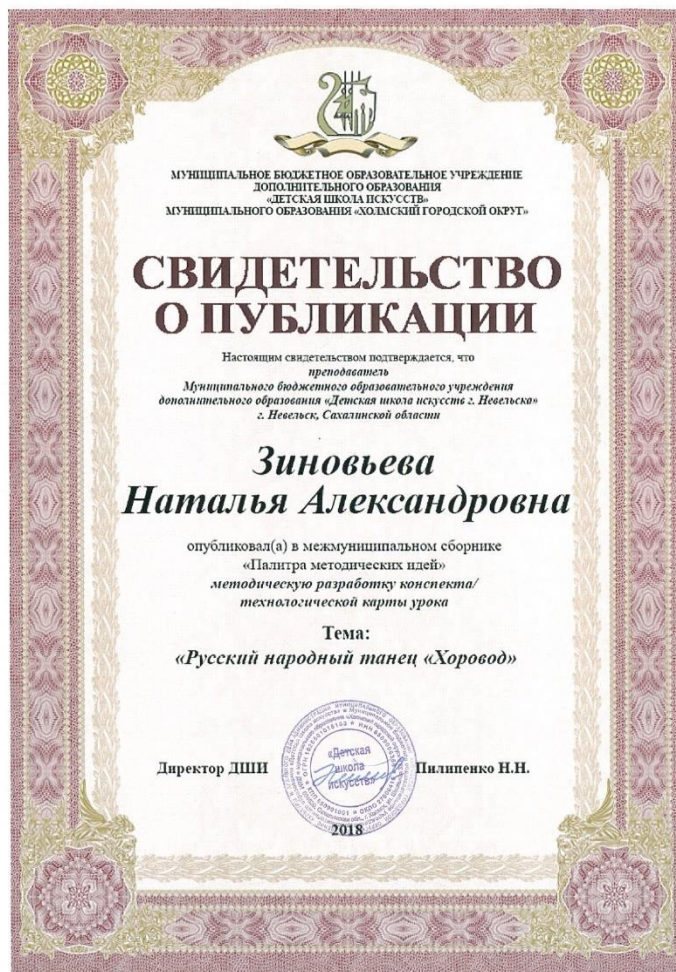 МУНИЦИПАЛЬНОЕ БЮДЖЕТНОЕ ОБРАЗОВАТЕЛЬНОЕ УЧРЕЖДЕНИЕ
ДОПОЛНИТЕЛЬНОГО ОБРАЗОВАНИЯ
«ДЕТСКАЯ ШКОЛА ИСКУССТВ»
МУНИЦИПАЛЬНОГО ОБРАЗОВАНИЯ «ХОЛМСКИЙ ГОРОДСКОЙ ОКРУГ»
СВИДЕТЕЛЬСТВО
О ПУБЛИКАЦИИ
Настоящим свидетельством подтверждается, что
преподаватель
Муниципального бюджетного образовательного учреждения
дополнительного образования «Детская школа искусств г. Невельска»
г. Невельск, Сахалинской области
Зиновьева
Наталья Александровна
опубликовал(а) в межмуниципальном сборнике
«Палитра методических идей»
методическую разработку конспекта/
технологической карты урока
Тема:
«Русский народный танец «Хоровод»
Директор ДШИ Пилипенко Н.Н.
«Детская
школа
искусств»
2018